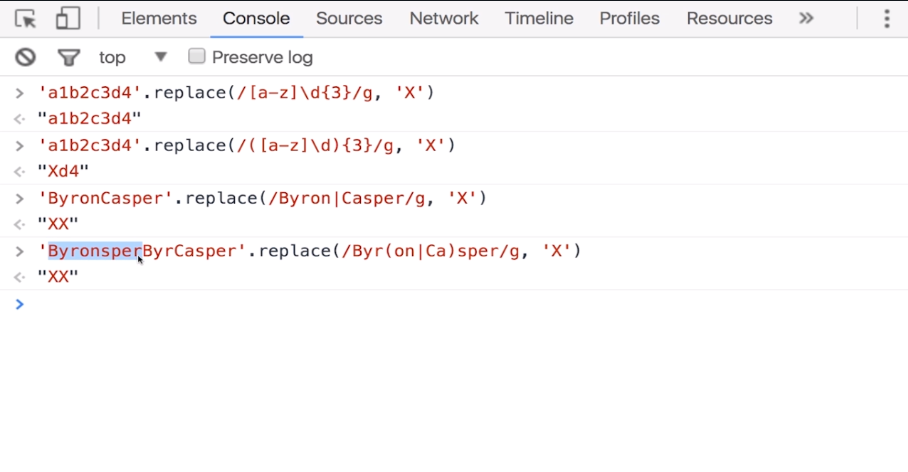 Elements Console Sources Network Timeline Profiles Resources »
top ▼ Preserve log
> 'a1b2c3d4'.replace(/[a-z]\d{3}/g, 'X')
"a1b2c3d4"
> 'a1b2c3d4'.replace(/([a-z]\d){3}/g, 'X')
"Xd4"
> 'ByronCasper'.replace(/Byron|Casper/g, 'X')
"XX"
> 'ByronsperByrCasper'.replace(/Byr(on|Ca)sper/g, 'X')
"XX"
>